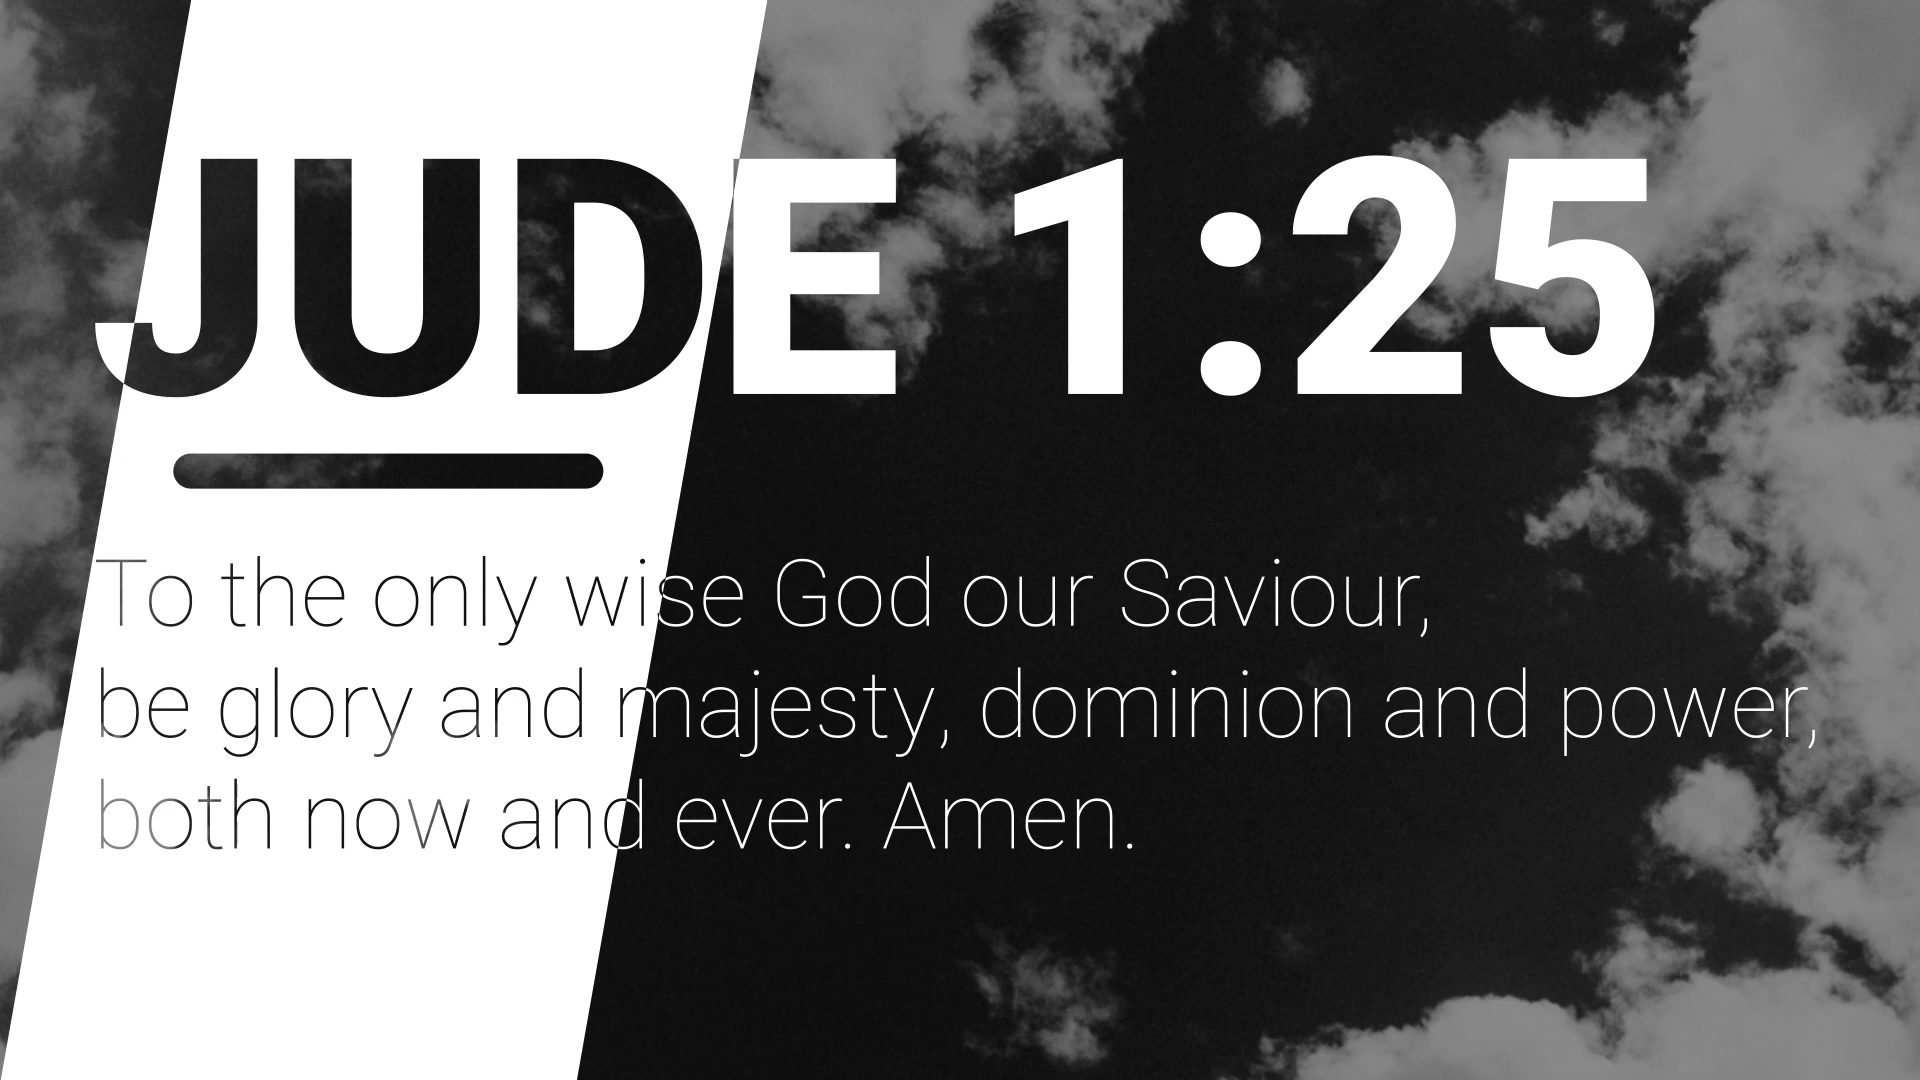 JUDE 1:25
To the only wise God our Saviour,
be glory and majesty, dominion and power,
both now and ever. Amen.